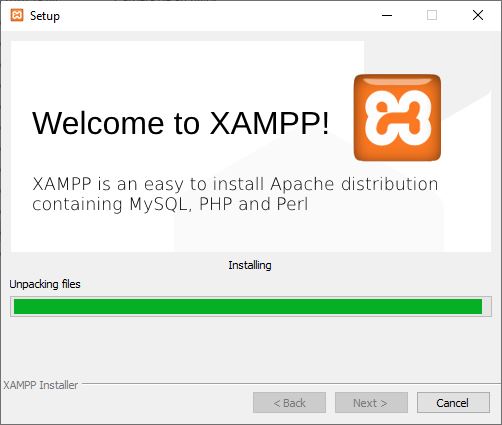 Setup
Welcome to XAMPP!
XAMPP is an easy to install Apache distribution
containing MySQL, PHP and Perl
Installing
Unpacking files
XAMPP Installer
< Back
Next >
Cancel